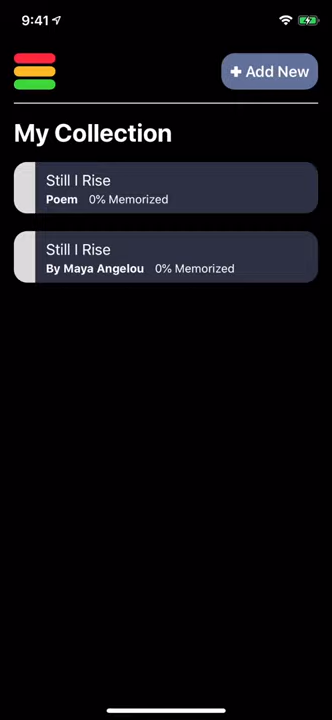 9:41
+ Add New
My Collection
Still I Rise
Poem 0% Memorized
Still I Rise
By Maya Angelou 0% Memorized